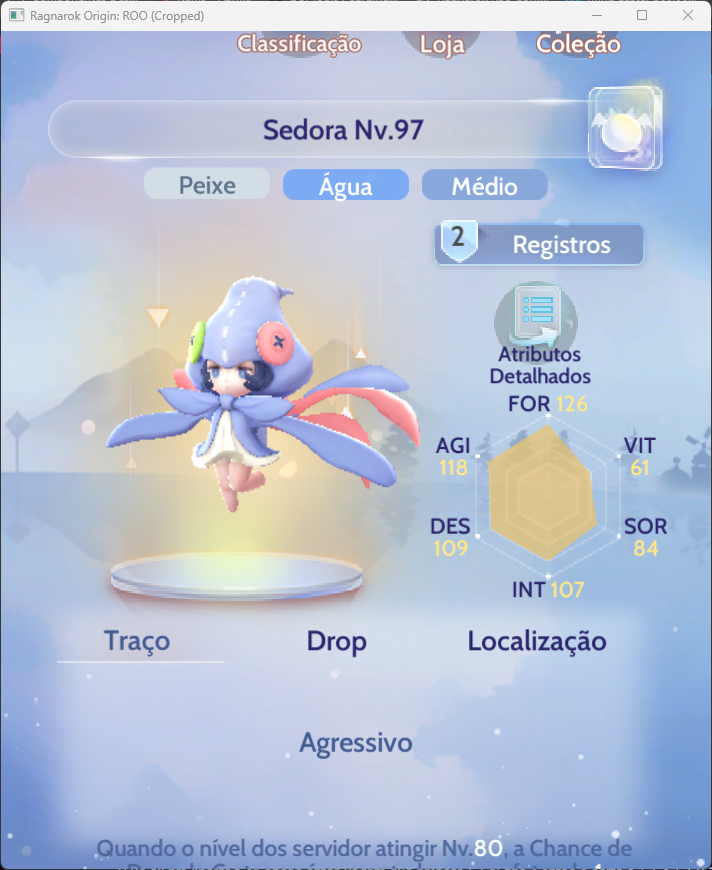 Ragnarok Origin: ROO (Cropped)
Classificação
Loja
Coleção
Sedora Nv.97
Peixe
Água
Médio
2
Registros
Atributos
Detalhados
FOR 126
AGI
118
VIT
61
DES
109
SOR
84
INT 107
Traço
Drop
Localização
Agressivo
Quando o nível dos servidor atingir Nv.80, a Chance de